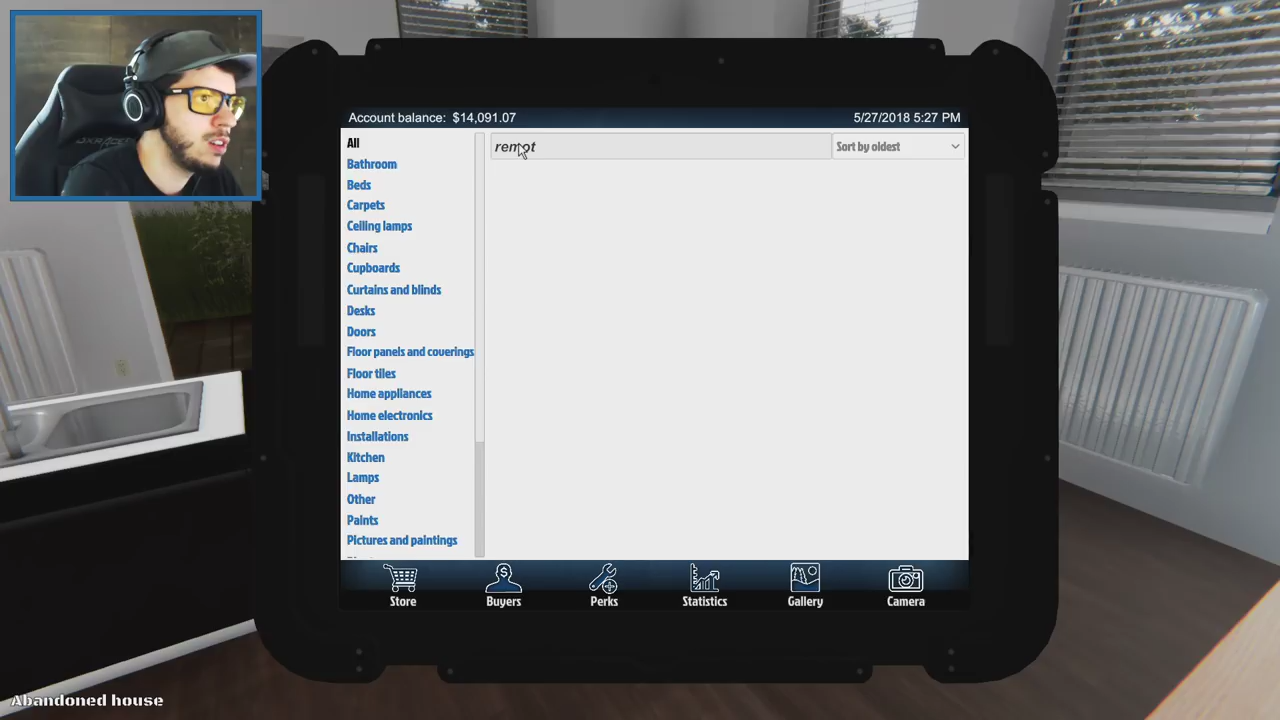 Account balance: $14,091.07
5/27/2018 5:27 PM
remot
Sort by oldest
All
Bathroom
Beds
Carpets
Ceiling lamps
Chairs
Cupboards
Curtains and blinds
Desks
Doors
Floor panels and coverings
Floor tiles
Home appliances
Home electronics
Installations
Kitchen
Lamps
Other
Paints
Pictures and paintings
Store
Buyers
Perks
Statistics
Gallery
Camera
Abandoned house